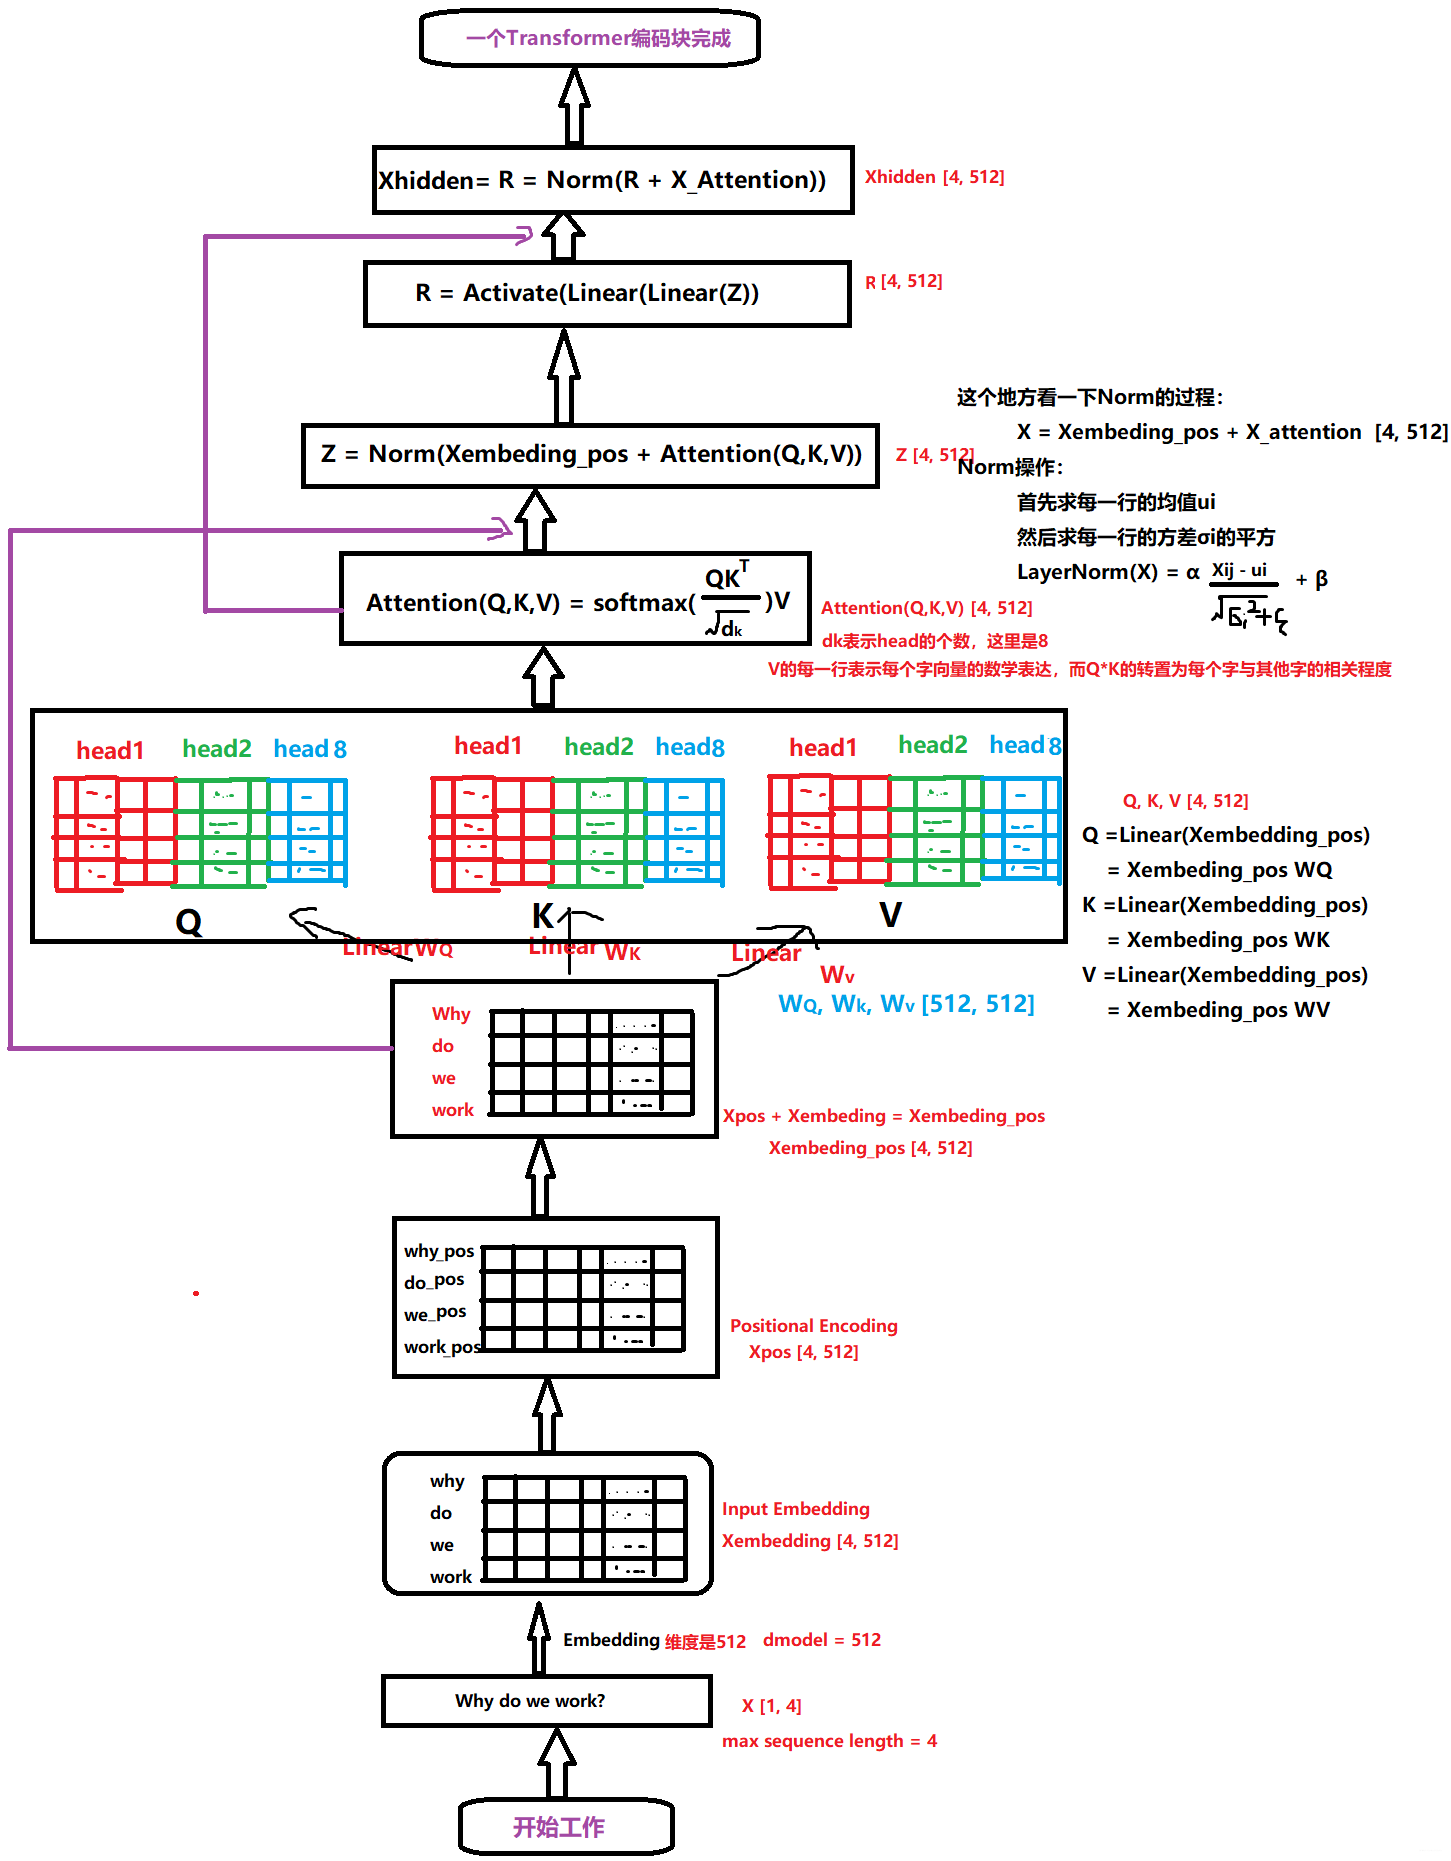 一个Transformer编码块完成
Xhidden= R = Norm(R + X_Attention))
Xhidden [4, 512]
R = Activate(Linear(Linear(Z))
R [4, 512]
这个地方看一下Norm的过程：
X = Xembeding_pos + X_attention [4, 512]
Z = Norm(Xembeding_pos + Attention(Q,K,V))
Z [4, 512]
Norm操作：
首先求每一行的均值ui
然后求每一行的方差σi的平方
LayerNorm(X) = α (Xij - ui)/√(σi²+ξ) + β
Attention(Q,K,V) = softmax(QK^T/√dk)V
Attention(Q,K,V) [4, 512]
dk表示head的个数，这里是8
V的每一行表示每个字向量的数学表达，而Q*K的转置为每个字与其他字的相关程度
head1 head2 head8
head1 head2 head8
head1 head2 head8
Q
K
V
Q, K, V [4, 512]
Q =Linear(Xembedding_pos)
= Xembeding_pos WQ
K =Linear(Xembedding_pos)
= Xembeding_pos WK
V =Linear(Xembedding_pos)
= Xembeding_pos WV
LinearWQ
Linear WK
Linear
Wv
WQ, Wk, Wv [512, 512]
Why
do
we
work
Xpos + Xembeding = Xembeding_pos
Xembeding_pos [4, 512]
why_pos
do_pos
we_pos
work_pos
Positional Encoding
Xpos [4, 512]
why
do
we
work
Input Embedding
Xembedding [4, 512]
Embedding 维度是512 dmodel = 512
Why do we work?
X [1, 4]
max sequence length = 4
开始工作